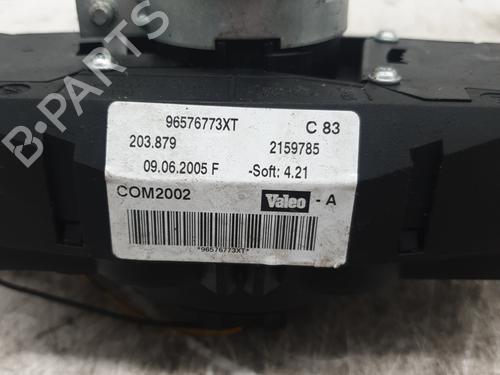 B-PARTS
96576773XT C 83
203.879 2159785
09.06.2005 F -Soft: 4.21
COM2002 Valeo - A
*96576773XT*